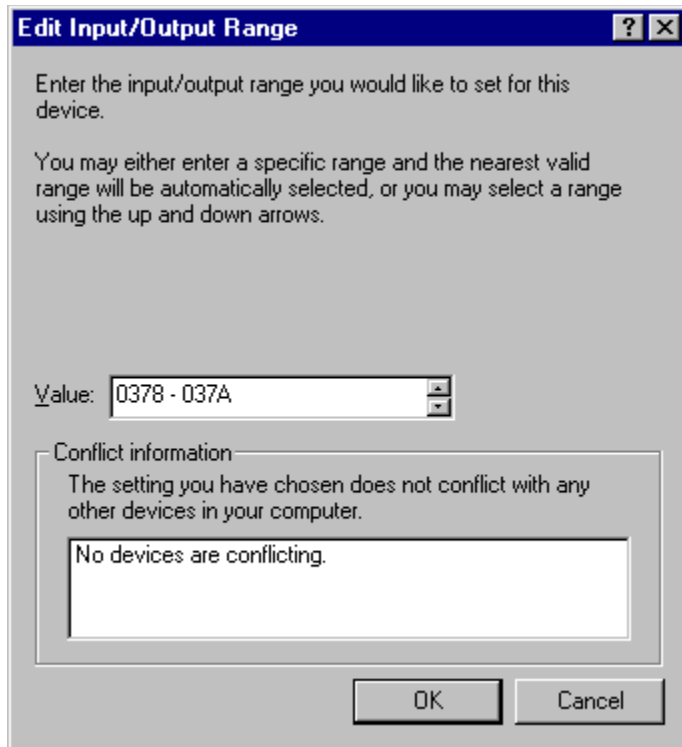 Edit Input/Output Range
Enter the input/output range you would like to set for this
device.
You may either enter a specific range and the nearest valid
range will be automatically selected, or you may select a range
using the up and down arrows.
Value: 0378 - 037A
Conflict information
The setting you have chosen does not conflict with any
other devices in your computer.
No devices are conflicting.
OK Cancel